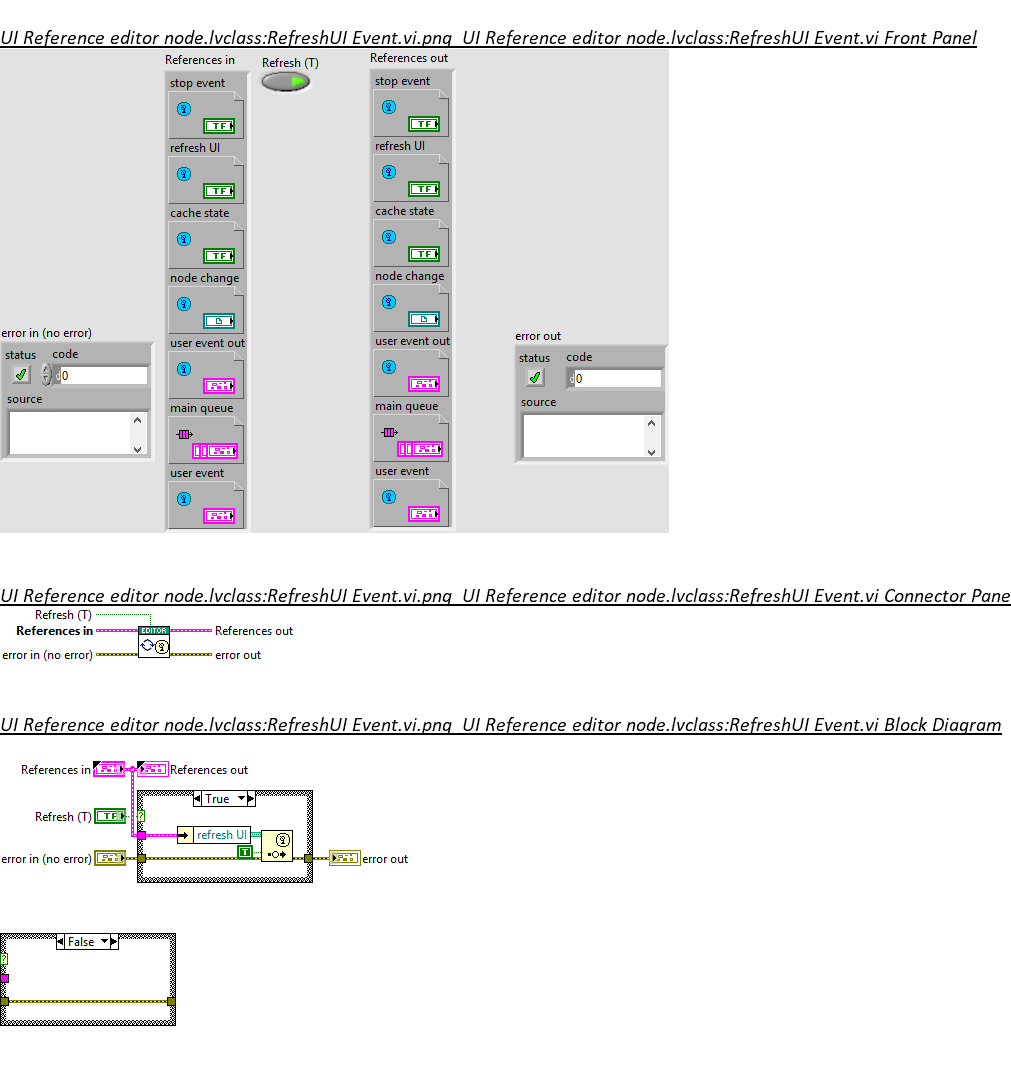 UI Reference editor node.lvclass:RefreshUI Event.vi.png  UI Reference editor node.lvclass:RefreshUI Event.vi Front Panel
References in
Refresh (T)
References out
stop event
stop event
TF
TF
refresh UI
refresh UI
TF
TF
cache state
cache state
TF
TF
node change
node change
error in (no error)
user event out
user event out
error out
status
code
0
source
status
code
0
source
main queue
main queue
user event
user event
UI Reference editor node.lvclass:RefreshUI Event.vi.png  UI Reference editor node.lvclass:RefreshUI Event.vi Connector Pane
Refresh (T)
References in
EDITOR
References out
error in (no error)
error out
UI Reference editor node.lvclass:RefreshUI Event.vi.png  UI Reference editor node.lvclass:RefreshUI Event.vi Block Diagram
References in
References out
True
Refresh (T)
TF
?
refresh UI
T
error in (no error)
error out
False
?